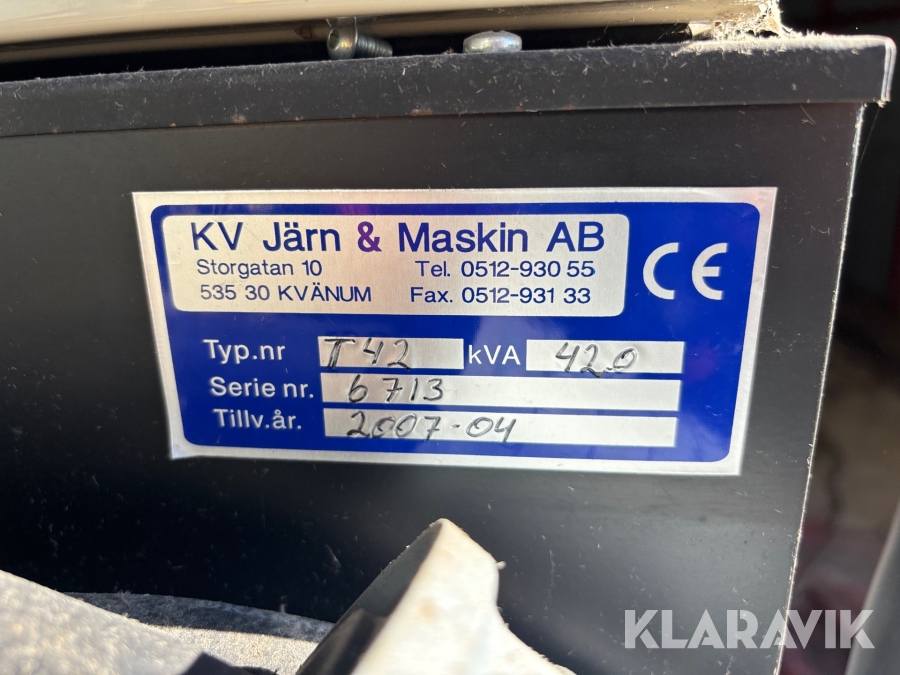 KV Järn & Maskin AB
Storgatan 10 Tel. 0512-930 55
535 30 KVÄNUM Fax. 0512-931 33
CE
Typ.nr T42 kVA 42.0
Serie nr. 6713
Tillv.år. 2007-04
KLARAVIK